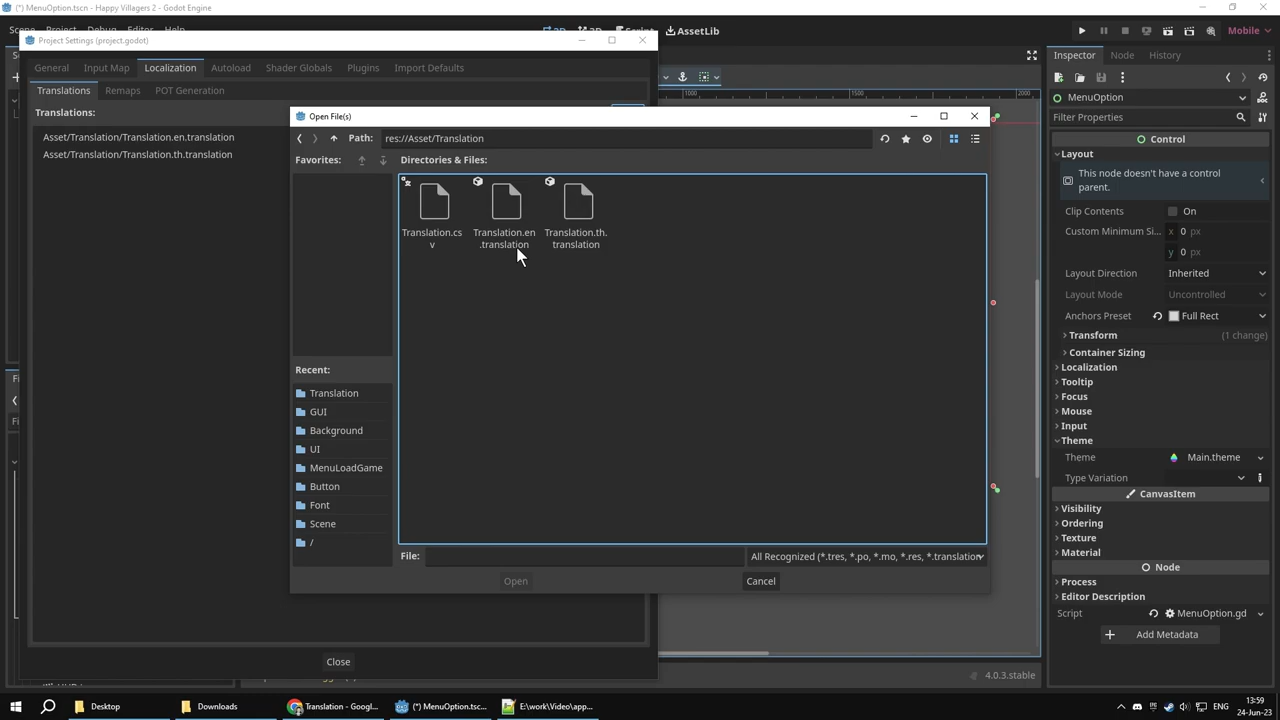 (*) MenuOption.tscn - Happy Villagers 2 - Godot Engine
Scene Project Debug Editor Help
AssetLib
Mobile
Project Settings (project.godot)
General Input Map Localization Autoload Shader Globals Plugins Import Defaults
Translations Remaps POT Generation
Translations:
Asset/Translation/Translation.en.translation
Asset/Translation/Translation.th.translation
Close
Open File(s)
Path: res://Asset/Translation
Favorites:
Directories & Files:
Translation.cs
v
Translation.en
.translation
Translation.th.
translation
Recent:
Translation
GUI
Background
UI
MenuLoadGame
Button
Font
Scene
/
File:
All Recognized (*.tres, *.po, *.mo, *.res, *.translation
Open
Cancel
1000
1500
2000
Inspector Node History
MenuOption
Filter Properties
Control
Layout
This node doesn't have a control
parent.
Clip Contents On
Custom Minimum Si... x 0 px
y 0 px
Layout Direction Inherited
Layout Mode Uncontrolled
Anchors Preset Full Rect
Transform (1 change)
Container Sizing
Localization
Tooltip
Focus
Mouse
Input
Theme
Theme Main.theme
Type Variation
CanvasItem
Visibility
Ordering
Texture
Material
Node
Process
Editor Description
Script MenuOption.gd
Add Metadata
4.0.3.stable
Desktop
Downloads
Translation - Googl...
(*) MenuOption.tsc...
E:\work\Video\app...
ENG
13:59
24-Jun-23